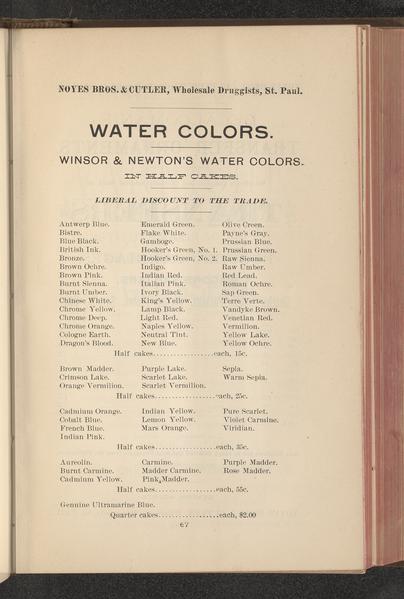 NOYES BROS. & CUTLER, Wholesale Druggists, St. Paul.
WATER COLORS.
WINSOR & NEWTON'S WATER COLORS.
IN HALF CAKES.
LIBERAL DISCOUNT TO THE TRADE.
Antwerp Blue. Emerald Green. Olive Green.
Bistre. Flake White. Payne's Gray.
Blue Black. Gamboge. Prussian Blue.
British Ink. Hooker's Green, No. 1. Prussian Green.
Bronze. Hooker's Green, No. 2. Raw Sienna.
Brown Ochre. Indigo. Raw Umber.
Brown Pink. Indian Red. Red Lead.
Burnt Sienna. Italian Pink. Roman Ochre.
Burnt Umber. Ivory Black. Sap Green.
Chinese White. King's Yellow. Terre Verte.
Chrome Yellow. Lamp Black. Vandyke Brown.
Chrome Deep. Light Red. Venetian Red.
Chrome Orange. Naples Yellow. Vermilion.
Cologne Earth. Neutral Tint. Yellow Lake.
Dragon's Blood. New Blue. Yellow Ochre.
Half cakes..................each, 15c.
Brown Madder. Purple Lake. Sepia.
Crimson Lake. Scarlet Lake. Warm Sepia.
Orange Vermilion. Scarlet Vermilion.
Half cakes..................each, 25c.
Cadmium Orange. Indian Yellow. Pure Scarlet.
Cobalt Blue. Lemon Yellow. Violet Carmine.
French Blue. Mars Orange. Viridian.
Indian Pink.
Half cakes..................each, 35c.
Aureolin. Carmine. Purple Madder.
Burnt Carmine. Madder Carmine. Rose Madder.
Cadmium Yellow. Pink Madder.
Half cakes..................each, 55c.
Genuine Ultramarine Blue.
Quarter cakes..................each, $2.00
67